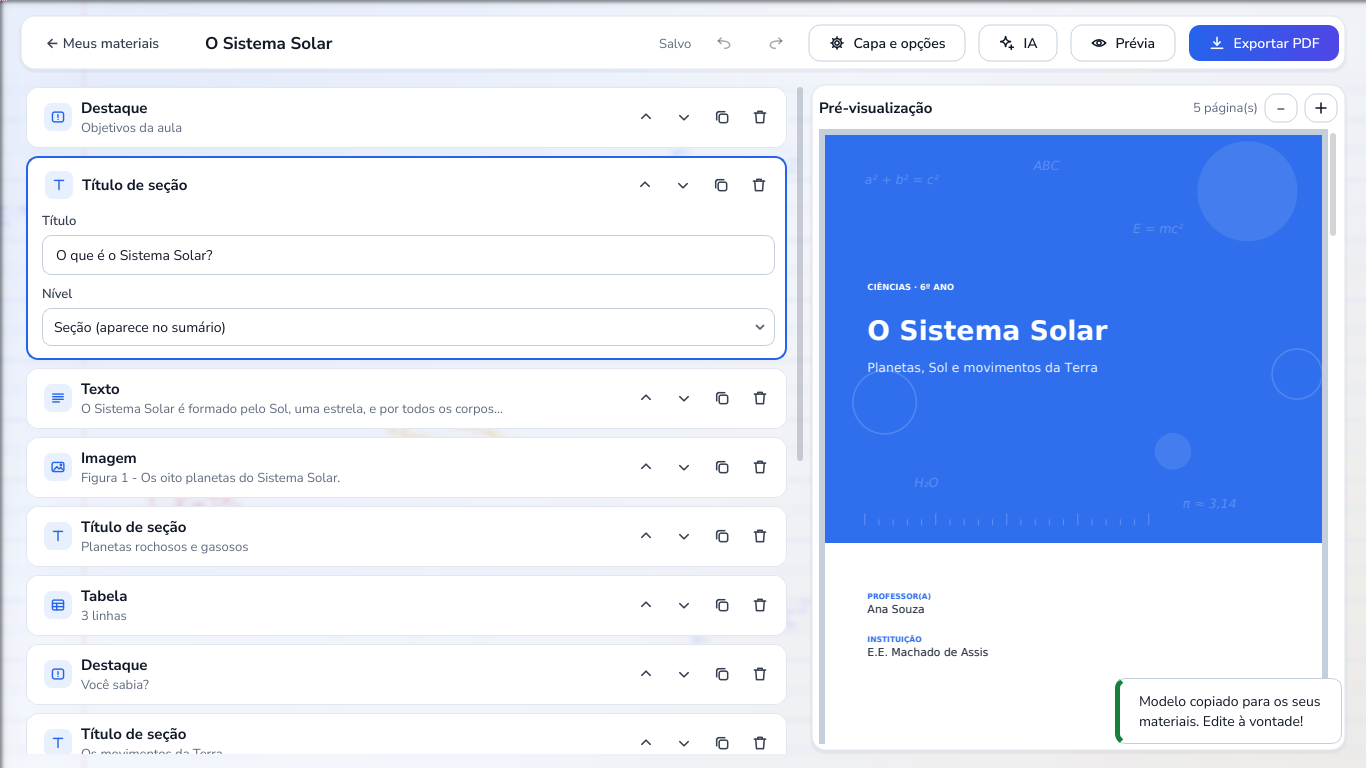 Meus materiais
O Sistema Solar
Salvo
Capa e opções
IA
Prévia
Exportar PDF
Destaque
Objetivos da aula
Título de seção
Título
O que é o Sistema Solar?
Nível
Seção (aparece no sumário)
Texto
O Sistema Solar é formado pelo Sol, uma estrela, e por todos os corpos...
Imagem
Figura 1 - Os oito planetas do Sistema Solar.
Título de seção
Planetas rochosos e gasosos
Tabela
3 linhas
Destaque
Você sabia?
Título de seção
Os movimentos da Terra
Pré-visualização
5 página(s)
ABC
a² + b² = c²
E = mc²
CIÊNCIAS · 6º ANO
O Sistema Solar
Planetas, Sol e movimentos da Terra
H₂O
π ≈ 3,14
PROFESSOR(A)
Ana Souza
INSTITUIÇÃO
E.E. Machado de Assis
Modelo copiado para os seus
materiais. Edite à vontade!